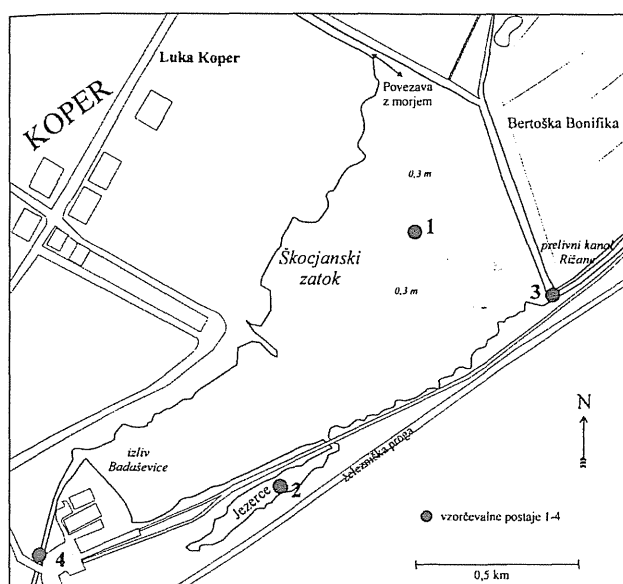 Luka Koper
KOPER
Povezava
z morjem
Bertoška Bonifika
0,3 m
1
Škocjanski
zatok
prelivni kanal
Rižane
0,3 m
3
N
izliv
Badaševice
železniška proga
Jezerce
2
vzorčevalne postaje 1-4
4
0,5 km